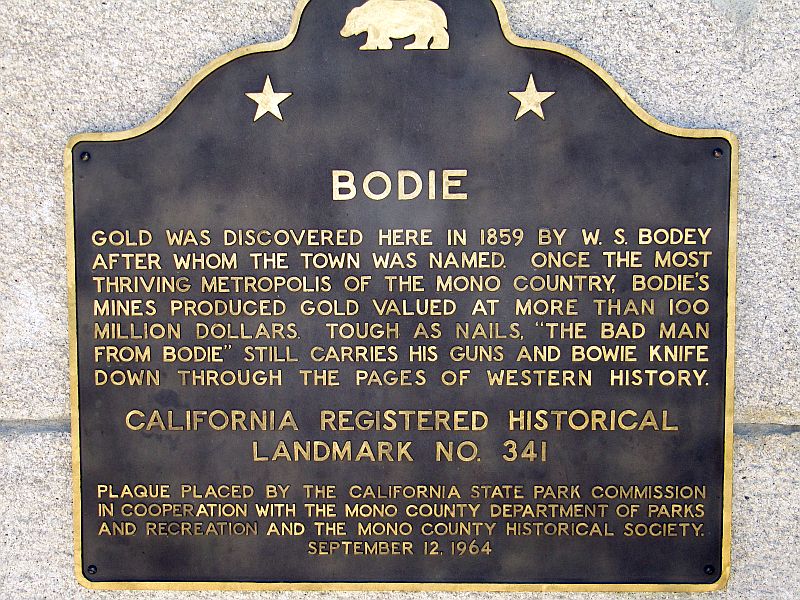 BODIE
GOLD WAS DISCOVERED HERE IN 1859 BY W. S. BODEY
AFTER WHOM THE TOWN WAS NAMED. ONCE THE MOST
THRIVING METROPOLIS OF THE MONO COUNTRY, BODIE'S
MINES PRODUCED GOLD VALUED AT MORE THAN 100
MILLION DOLLARS. TOUGH AS NAILS, "THE BAD MAN
FROM BODIE" STILL CARRIES HIS GUNS AND BOWIE KNIFE
DOWN THROUGH THE PAGES OF WESTERN HISTORY.
CALIFORNIA REGISTERED HISTORICAL
LANDMARK NO. 341
PLAQUE PLACED BY THE CALIFORNIA STATE PARK COMMISSION
IN COOPERATION WITH THE MONO COUNTY DEPARTMENT OF PARKS
AND RECREATION AND THE MONO COUNTY HISTORICAL SOCIETY.
SEPTEMBER 12, 1964